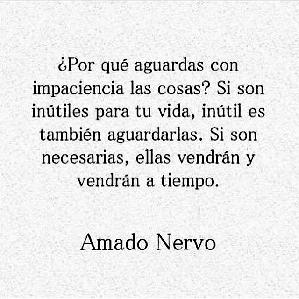 ¿Por qué aguardas con
impaciencia las cosas? Si son
inútiles para tu vida, inútil es
también aguardarlas. Si son
necesarias, ellas vendrán y
vendrán a tiempo.
Amado Nervo